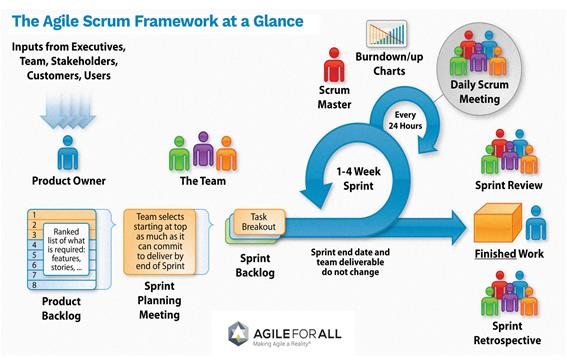 The Agile Scrum Framework at a Glance
Inputs from Executives,
Team, Stakeholders,
Customers, Users
Product Owner
The Team
Scrum
Master
Burndown/up
Charts
Every
24 Hours
Daily Scrum
Meeting
1-4 Week
Sprint
Sprint Review
1
2
3
4
5
6
7
8
Ranked
list of what
is required:
features,
stories, ...
Product
Backlog
Team selects
starting at top
as much as it
can commit
to deliver by
end of Sprint
Sprint
Planning
Meeting
Task
Breakout
Sprint
Backlog
Sprint end date and
team deliverable
do not change
Finished Work
Sprint
Retrospective
AGILEFORALL
Making Agile a Reality®